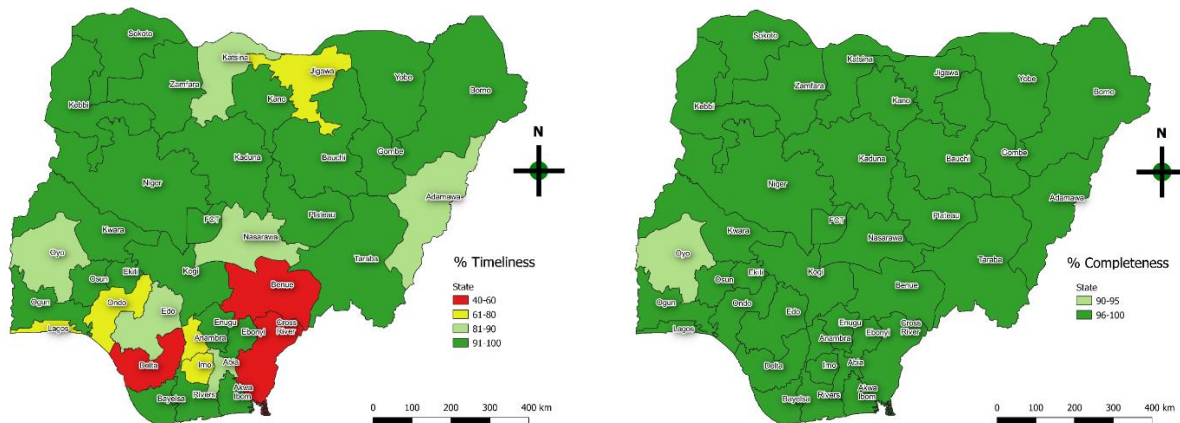 Sokoto
Katsina
Zamfara
Jigawa
Kano
Yobe
Borno
Kebbi
Kaduna
Bauchi
Gombe
Niger
Adamawa
FCT
Plateau
Kwara
Nasarawa
Oyo
Taraba
Osun
Ekiti
Kogi
Benue
Ogun
Ondo
Edo
Enugu
Lagos
Anambra
Ebonyi
Cross
River
Delta
Imo
Abia
Bayelsa
Rivers
Akwa
Ibom
N
% Timeliness
State
40-60
61-80
81-90
91-100
0 100 200 300 400 km
Sokoto
Katsina
Zamfara
Jigawa
Kano
Yobe
Borno
Kebbi
Kaduna
Bauchi
Gombe
Niger
Adamawa
FCT
Plateau
Kwara
Nasarawa
Oyo
Taraba
Osun
Ekiti
Kogi
Benue
Ogun
Ondo
Edo
Enugu
Lagos
Anambra
Ebonyi
Cross
River
Delta
Imo
Abia
Bayelsa
Rivers
Akwa
Ibom
N
% Completeness
State
90-95
96-100
0 100 200 300 400 km